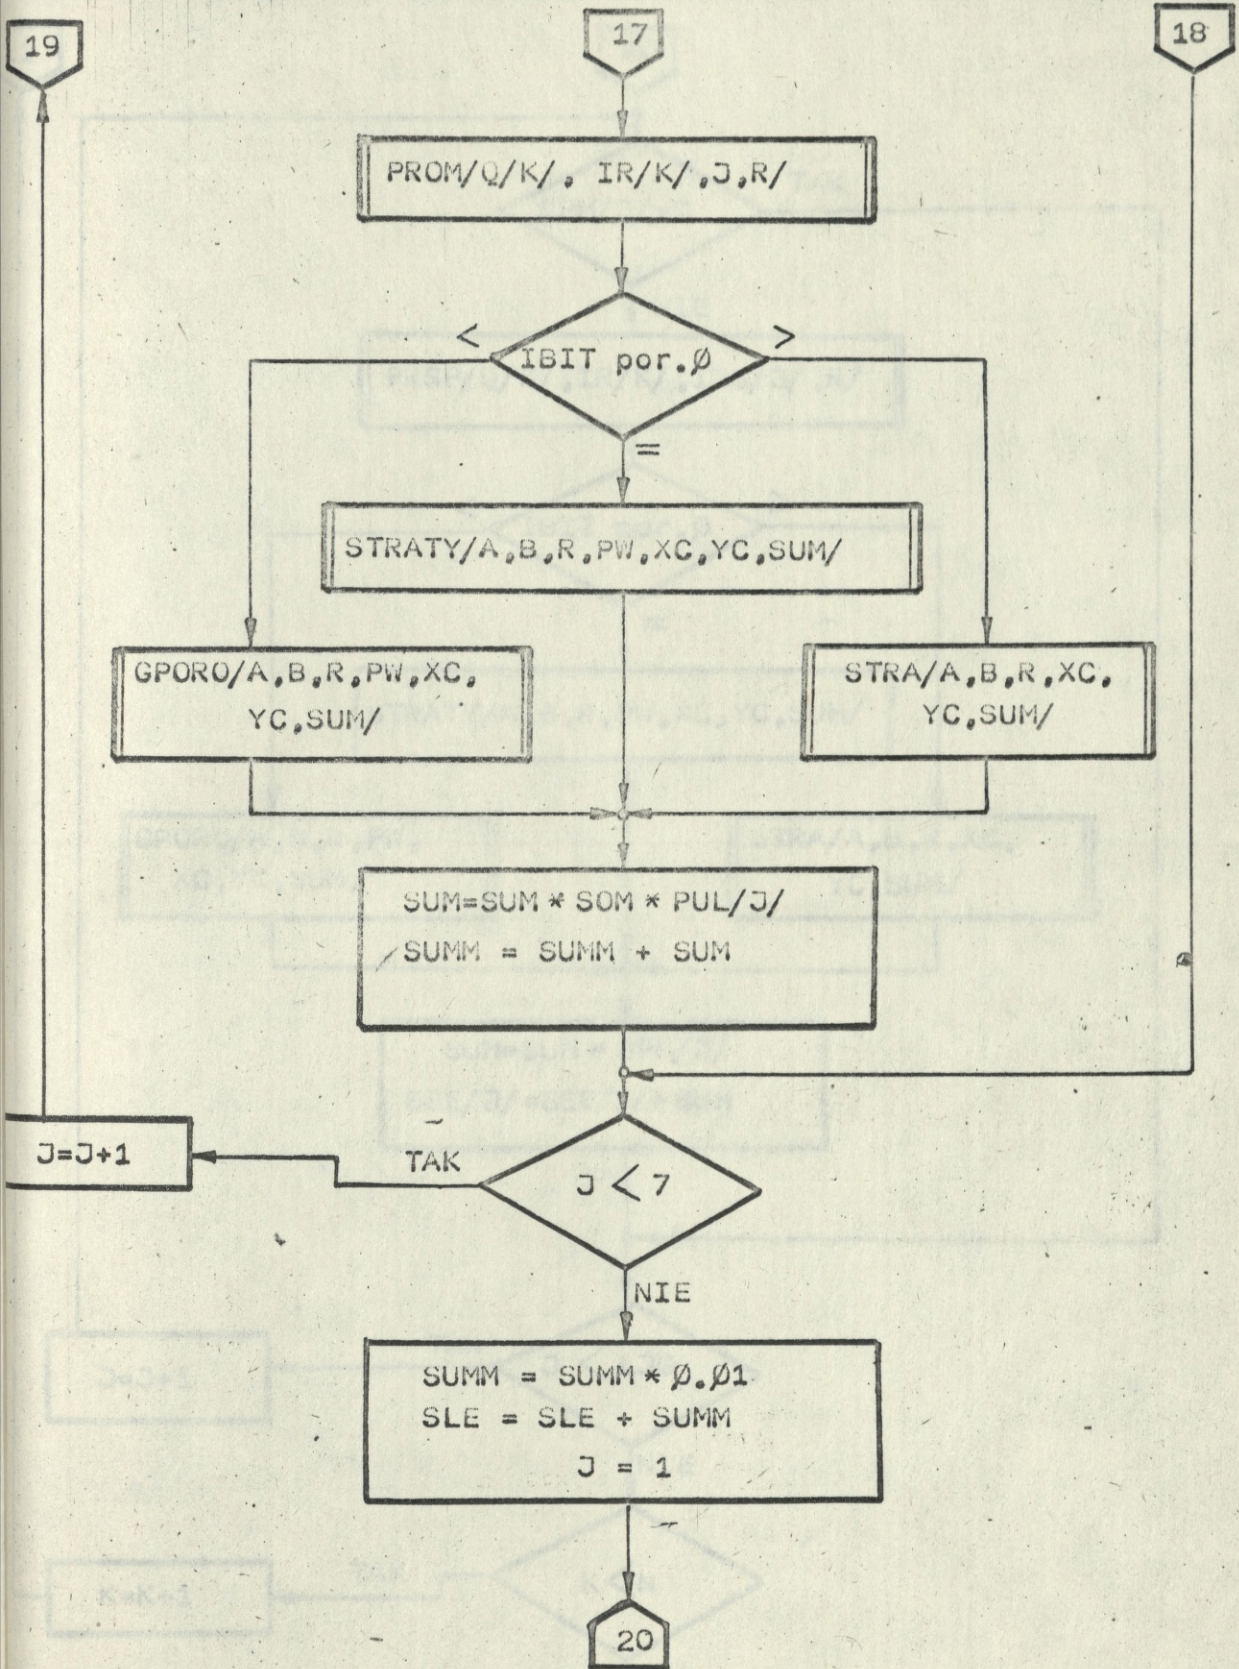 19
17
18
PROM/Q/K/, IR/K/,J,R/
<
IBIT por.Ø
>
=
STRATY/A,B,R,PW,XC,YC,SUM/
GPORO/A,B,R,PW,XC,
YC,SUM/
STRA/A,B,R,XC,
YC,SUM/
SUM=SUM * SOM * PUL/J/
SUMM = SUMM + SUM
J=J+1
TAK
J < 7
NIE
SUMM = SUMM * Ø.Ø1
SLE = SLE + SUMM
J = 1
20